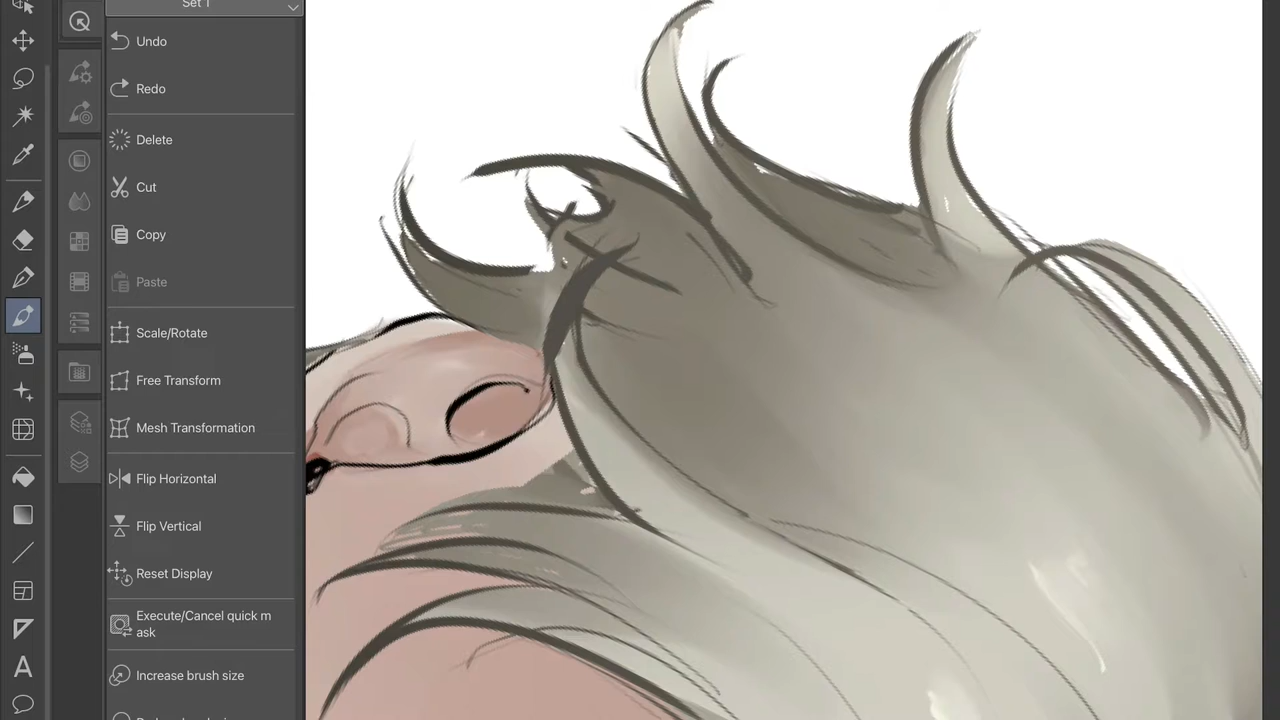 Set 1
Undo
Redo
Delete
Cut
Copy
Paste
Scale/Rotate
Free Transform
Mesh Transformation
Flip Horizontal
Flip Vertical
Reset Display
Execute/Cancel quick m
ask
Increase brush size